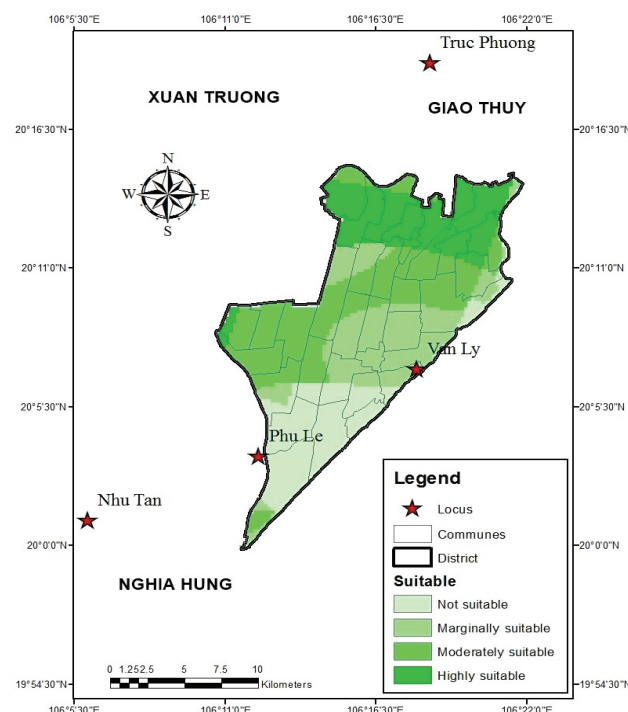 106°5'30"E 106°11'0"E 106°16'30"E 106°22'0"E
Truc Phuong
XUAN TRUONG
GIAO THUY
20°16'30"N 20°16'30"N
N
W E
S
20°11'0"N 20°11'0"N
Van Ly
20°5'30"N 20°5'30"N
Phu Le
Nhu Tan
20°0'0"N 20°0'0"N
NGHIA HUNG
Legend
Locus
Communes
District
Suitable
Not suitable
Marginally suitable
Moderately suitable
Highly suitable
0 1.252.5 5 7.5 10
Kilometers
19°54'30"N 19°54'30"N
106°5'30"E 106°11'0"E 106°16'30"E 106°22'0"E